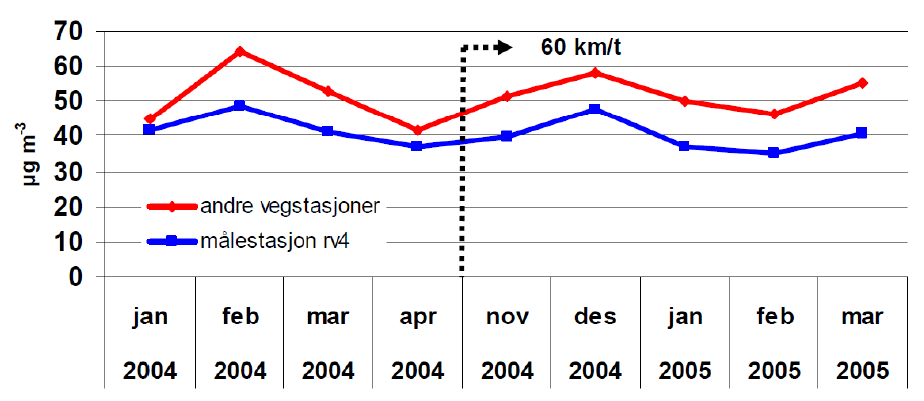 70
60
50
40
30
20
10
0
µg m-3
60 km/t
andre vegstasjoner
målestasjon rv4
jan feb mar apr nov des jan feb mar
2004 2004 2004 2004 2004 2004 2005 2005 2005